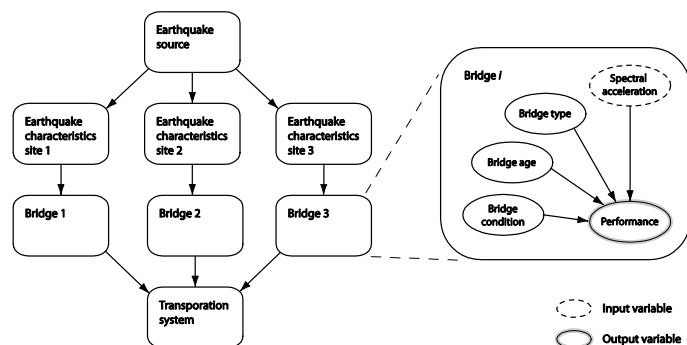 Earthquake
source
Earthquake
characteristics
site 1
Earthquake
characteristics
site 2
Earthquake
characteristics
site 3
Bridge 1
Bridge 2
Bridge 3
Transporation
system
Bridge i
Spectral
acceleration
Bridge type
Bridge age
Bridge
condition
Performance
Input variable
Output variable